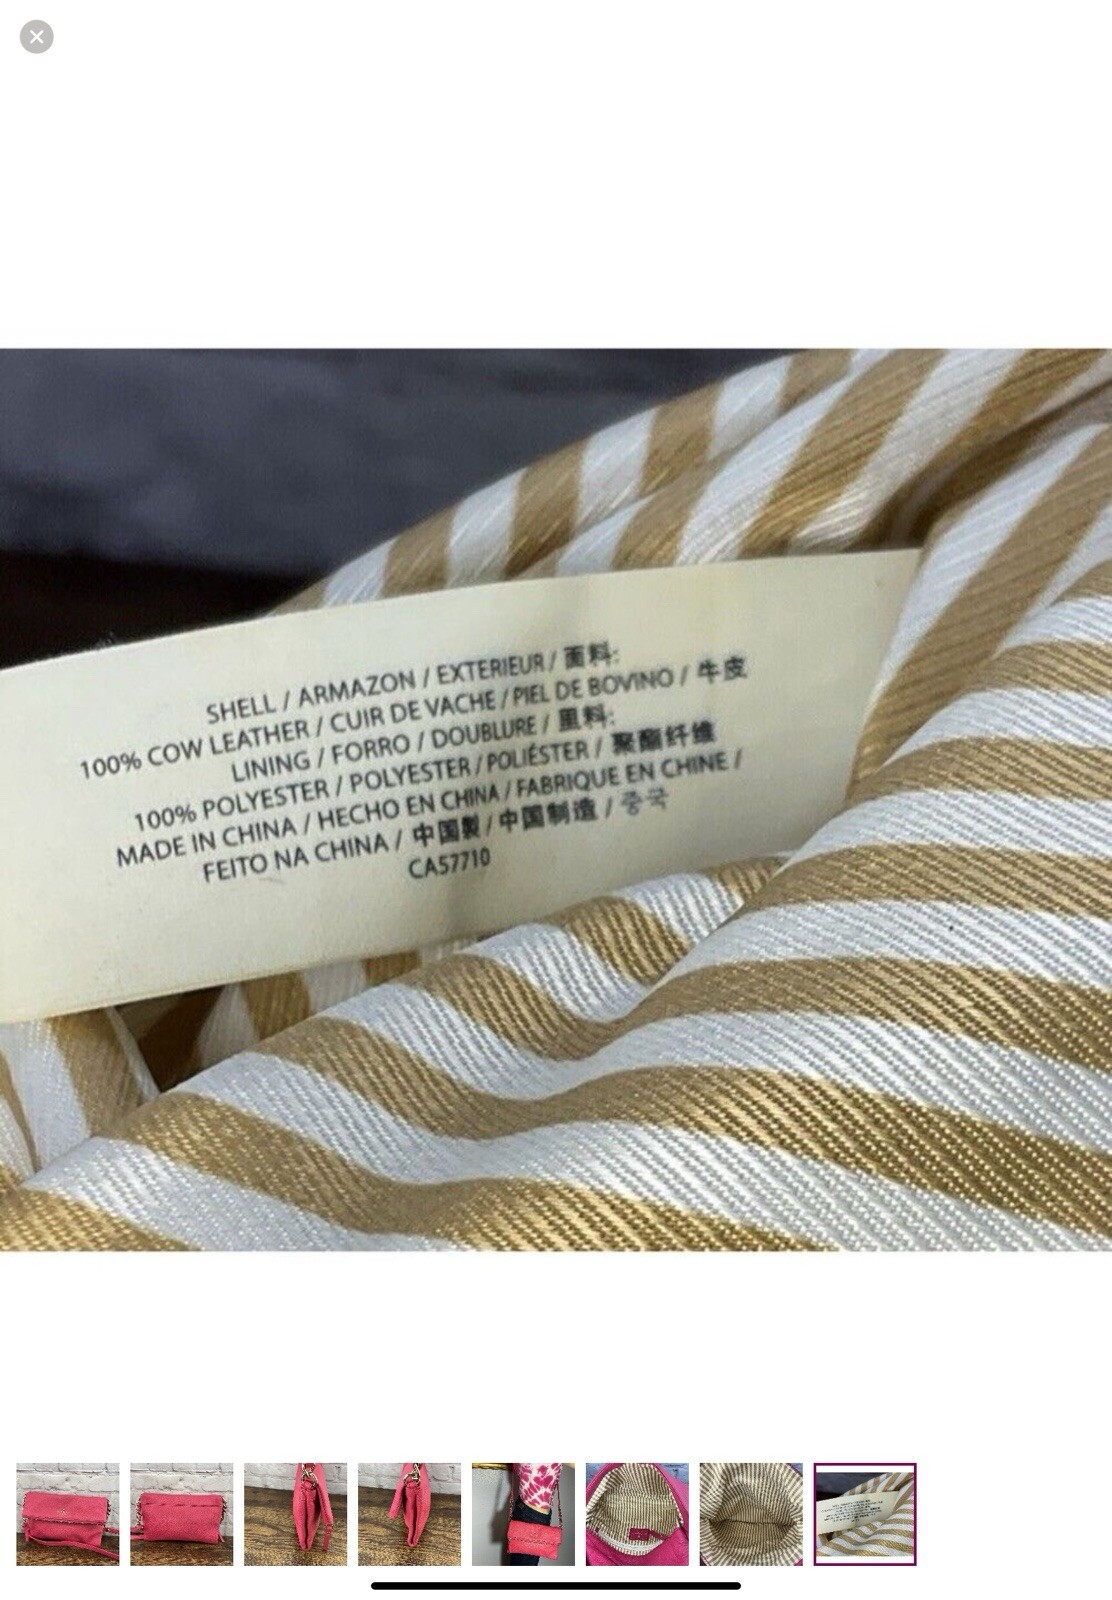 SHELL / ARMAZON / EXTERIEUR / 面料:
100% COW LEATHER / CUIR DE VACHE / PIEL DE BOVINO / 牛皮
LINING / FORRO / DOUBLURE / 里料:
100% POLYESTER / POLYESTER / POLIÉSTER / 聚酯纤维
MADE IN CHINA / HECHO EN CHINA / FABRIQUE EN CHINE /
FEITO NA CHINA / 中国製 / 中国制造 / 중국
CA57710